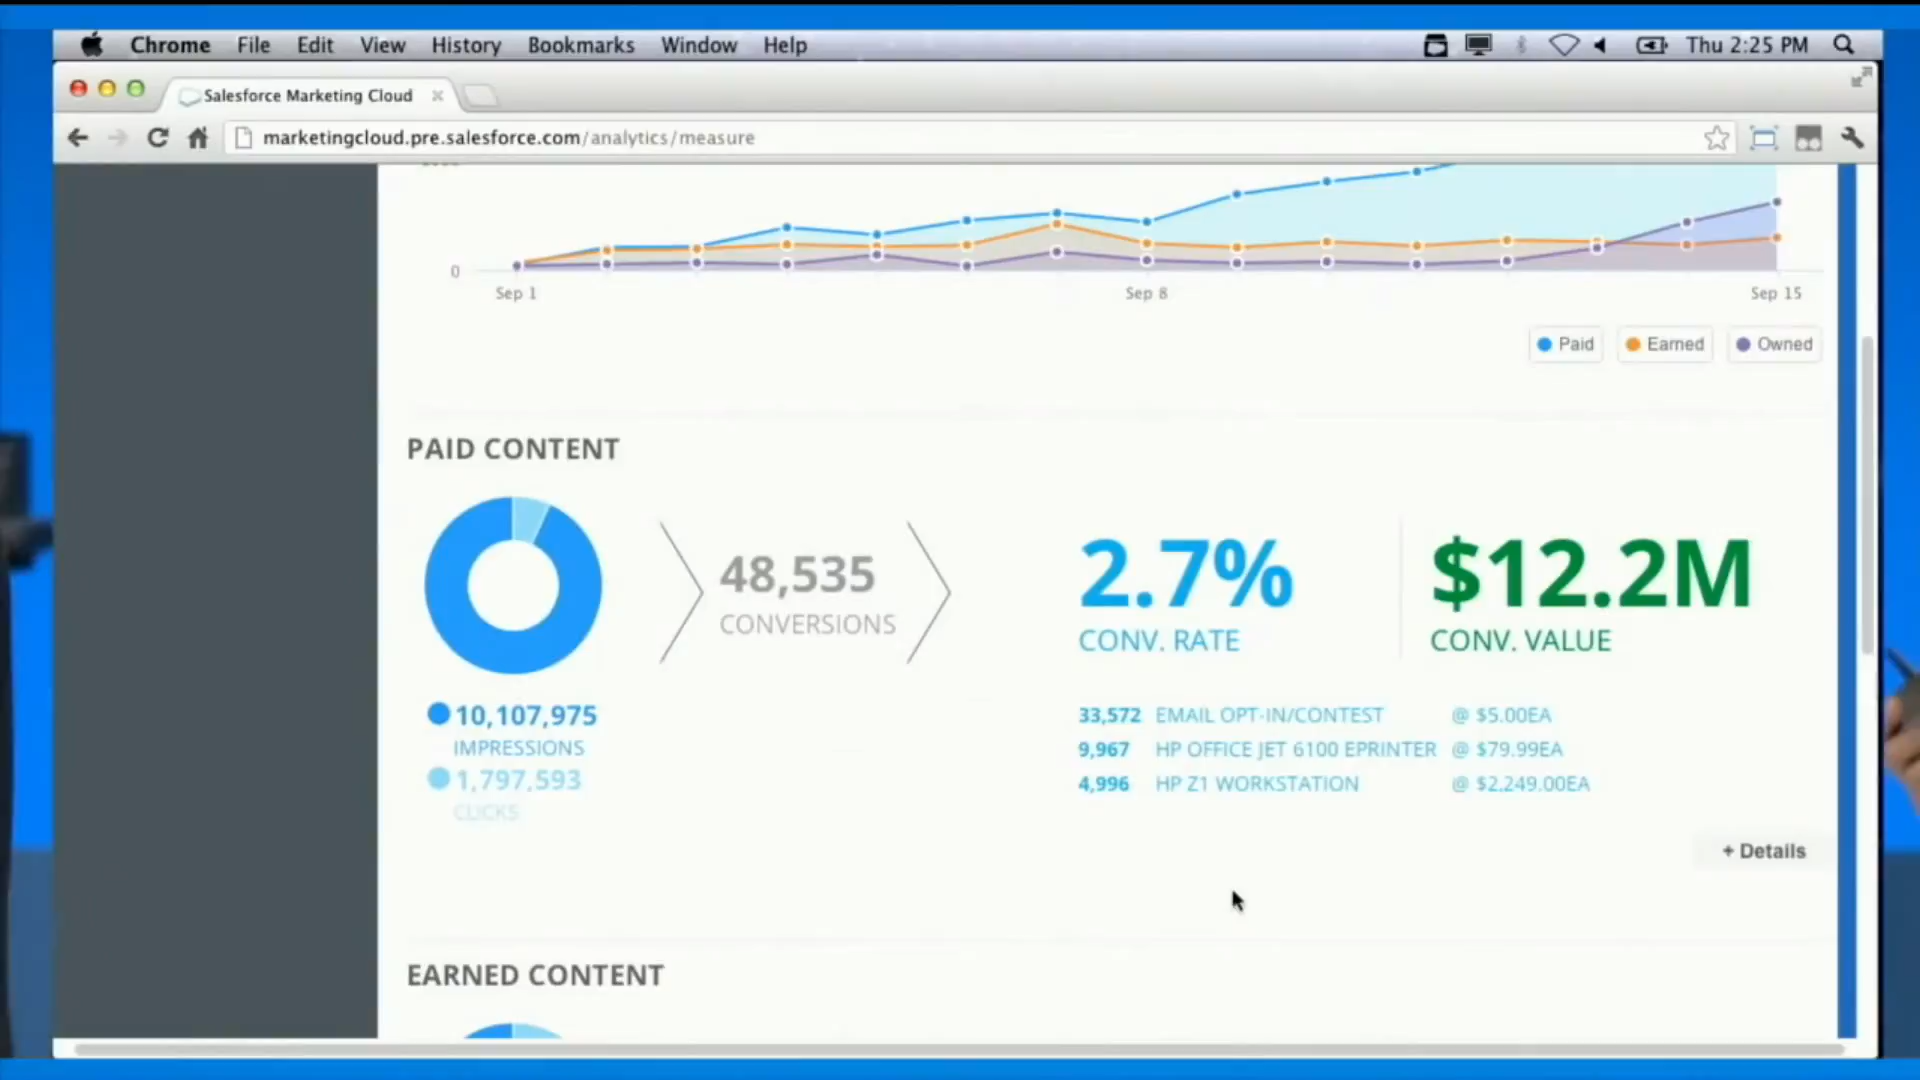 Chrome File Edit View History Bookmarks Window Help Thu 2:25 PM
Salesforce Marketing Cloud
marketingcloud.pre.salesforce.com/analytics/measure
0
Sep 1 Sep 8 Sep 15
Paid Earned Owned
PAID CONTENT
48,535
CONVERSIONS
2.7%
CONV. RATE
$12.2M
CONV. VALUE
10,107,975
IMPRESSIONS
1,797,593
CLICKS
33,572 EMAIL OPT-IN/CONTEST @ $5.00EA
9,967 HP OFFICE JET 6100 EPRINTER @ $79.99EA
4,996 HP Z1 WORKSTATION @ $2,249.00EA
+ Details
EARNED CONTENT